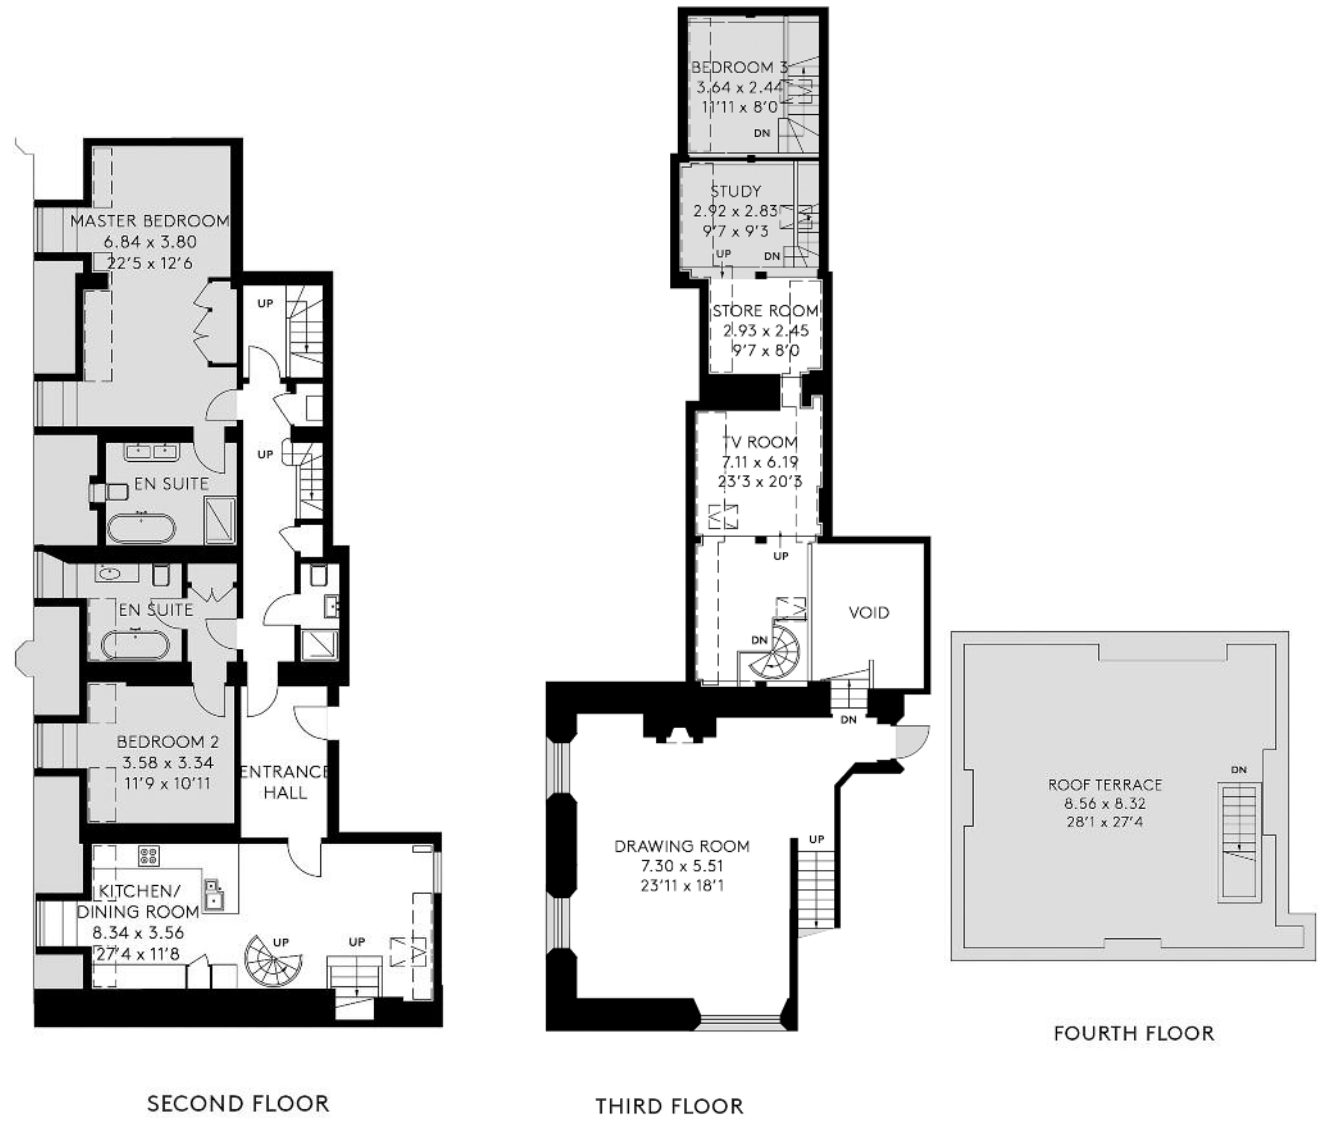 MASTER BEDROOM
6.84 x 3.80
22'5 x 12'6
UP
UP
EN SUITE
EN SUITE
BEDROOM 2
3.58 x 3.34
11'9 x 10'11
ENTRANCE
HALL
KITCHEN/
DINING ROOM
8.34 x 3.56
27'4 x 11'8
UP
UP
SECOND FLOOR
BEDROOM 3
3.64 x 2.44
11'11 x 8'0
DN
STUDY
2.92 x 2.83
9'7 x 9'3
UP
DN
STORE ROOM
2.93 x 2.45
9'7 x 8'0
TV ROOM
7.11 x 6.19
23'3 x 20'3
UP
VOID
DN
DN
DRAWING ROOM
7.30 x 5.51
23'11 x 18'1
UP
THIRD FLOOR
DN
ROOF TERRACE
8.56 x 8.32
28'1 x 27'4
FOURTH FLOOR